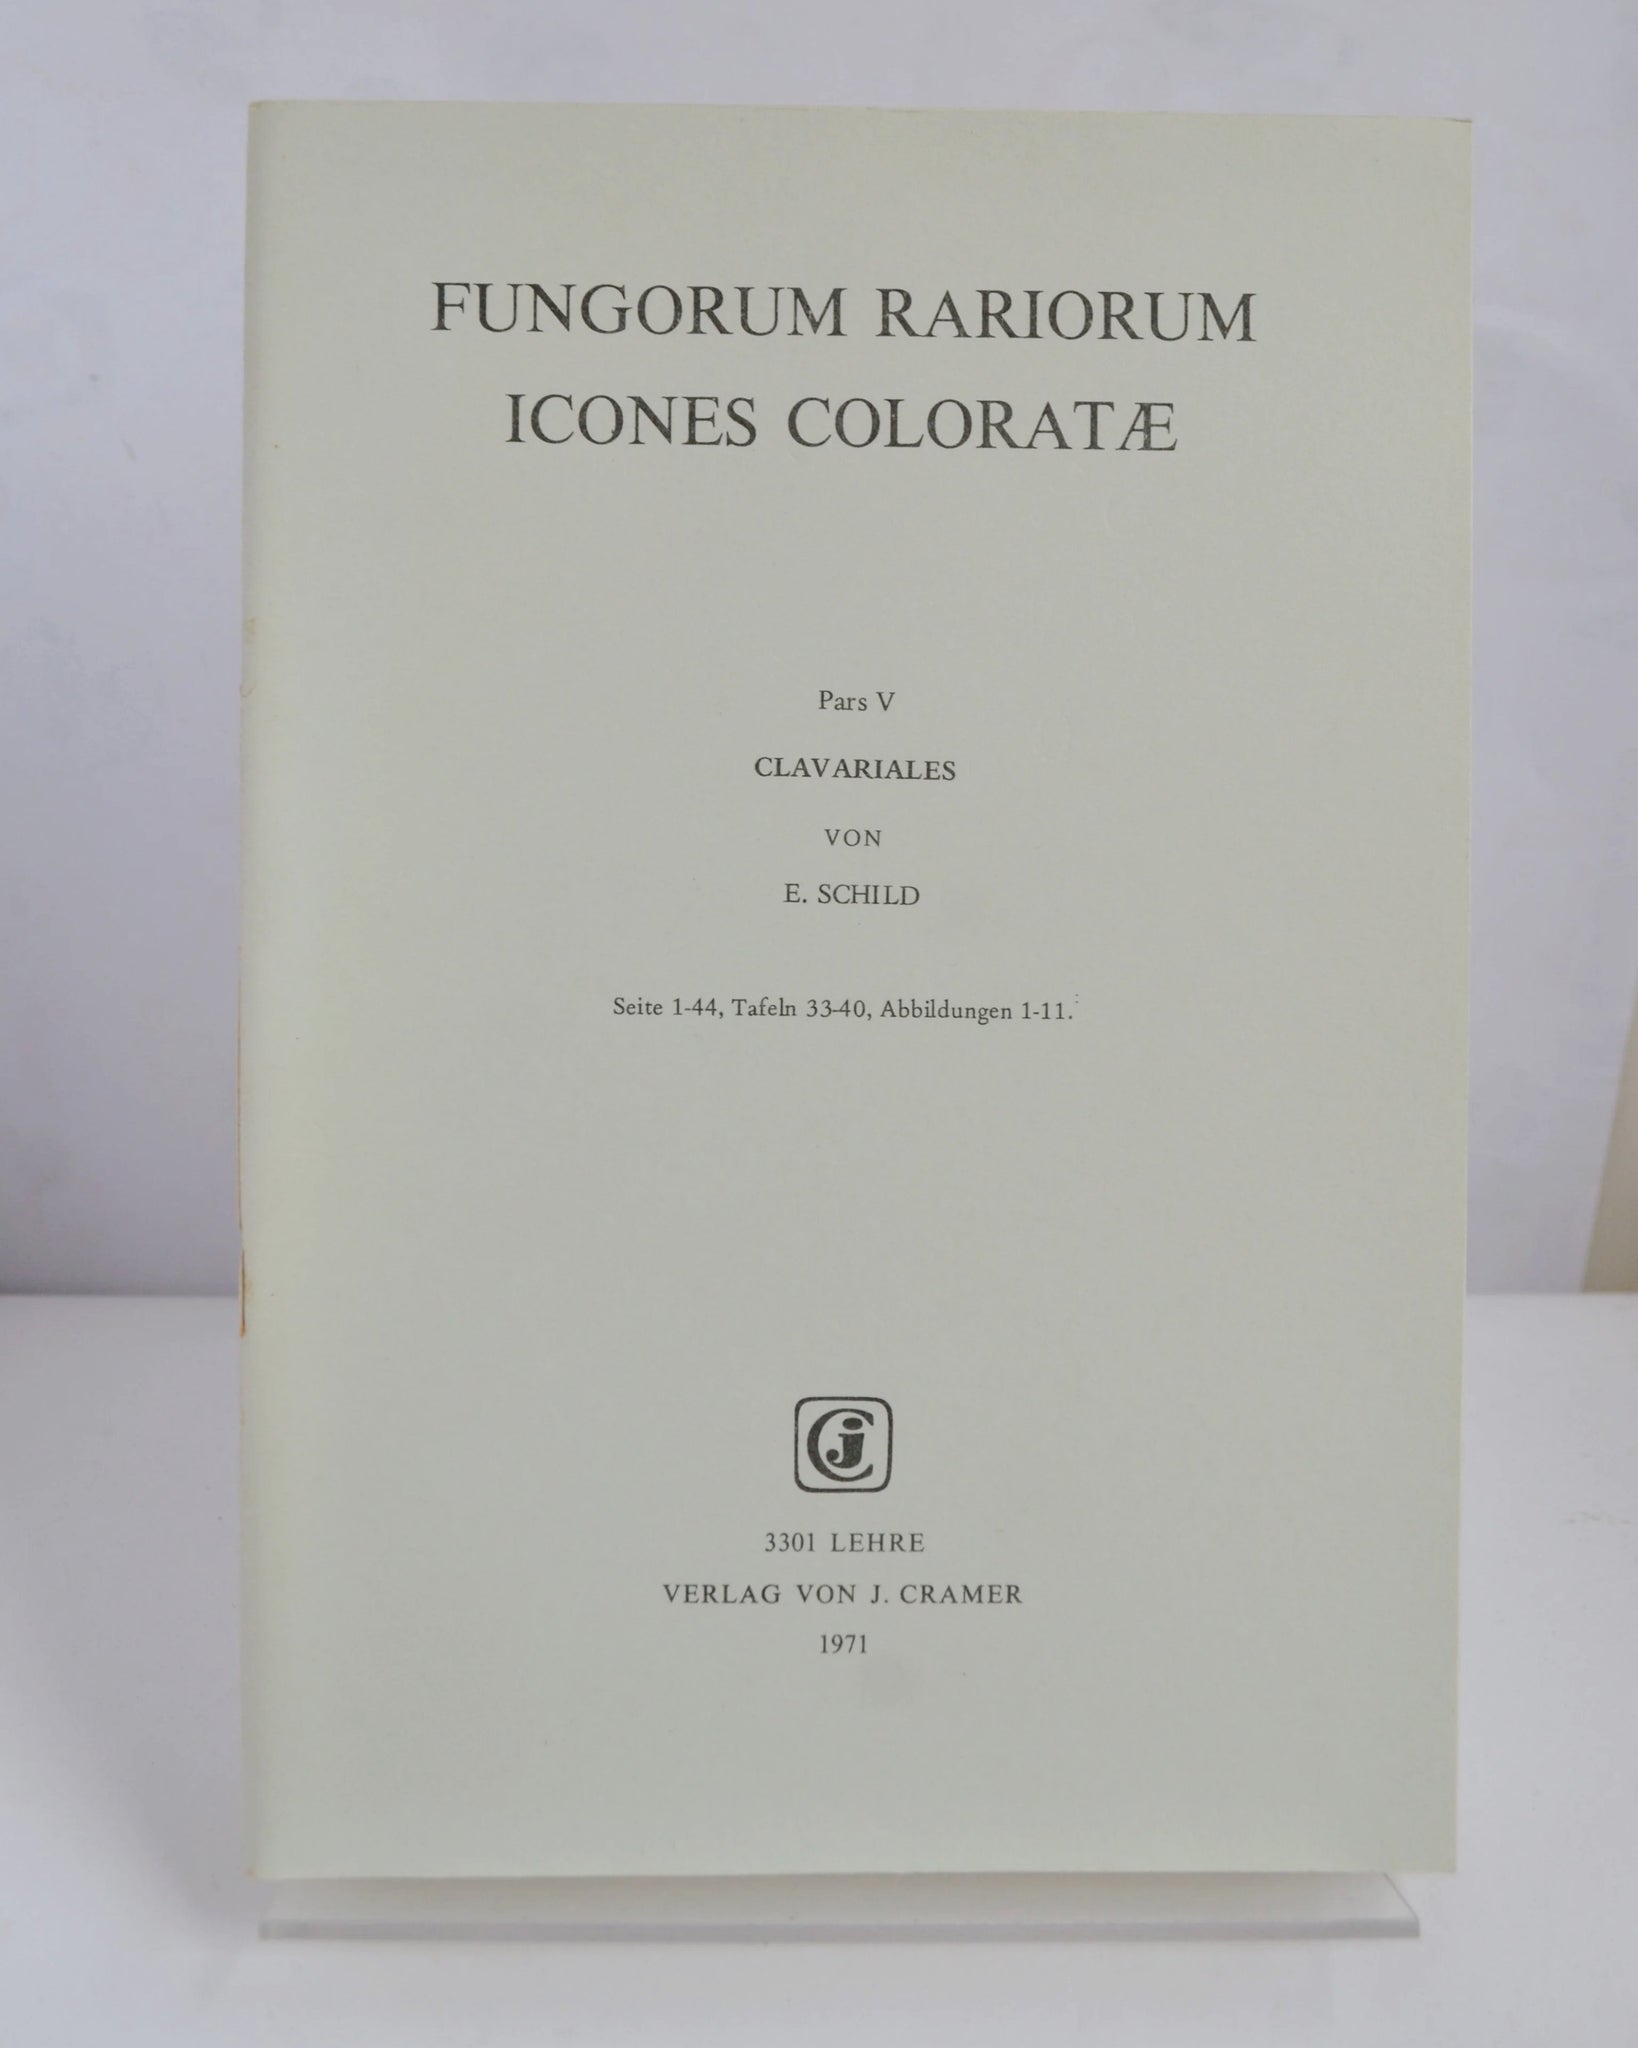 FUNGORUM RARIORUM
ICONES COLORATÆ
Pars V
CLAVARIALES
VON
E. SCHILD
Seite 1-44, Tafeln 33-40, Abbildungen 1-11.
Cj
3301 LEHRE
VERLAG VON J. CRAMER
1971